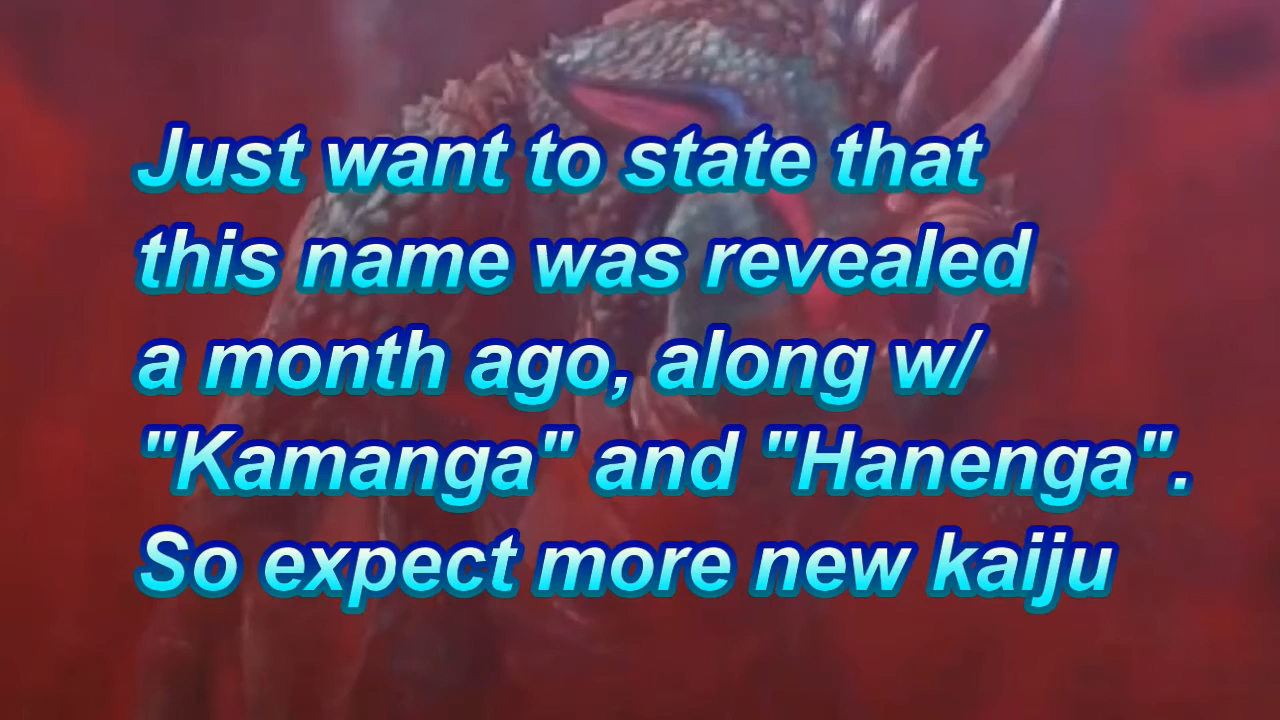 Just want to state that
this name was revealed
a month ago, along w/
"Kamanga" and "Hanenga".
So expect more new kaiju